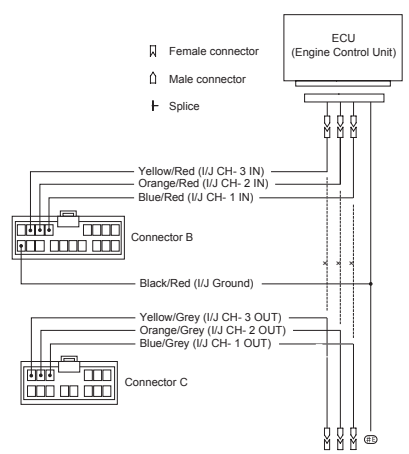 ECU
(Engine Control Unit)
Female connector
Male connector
Splice
Yellow/Red (I/J CH- 3 IN)
Orange/Red (I/J CH- 2 IN)
Blue/Red (I/J CH- 1 IN)
Connector B
Black/Red (I/J Ground)
Yellow/Grey (I/J CH- 3 OUT)
Orange/Grey (I/J CH- 2 OUT)
Blue/Grey (I/J CH- 1 OUT)
Connector C